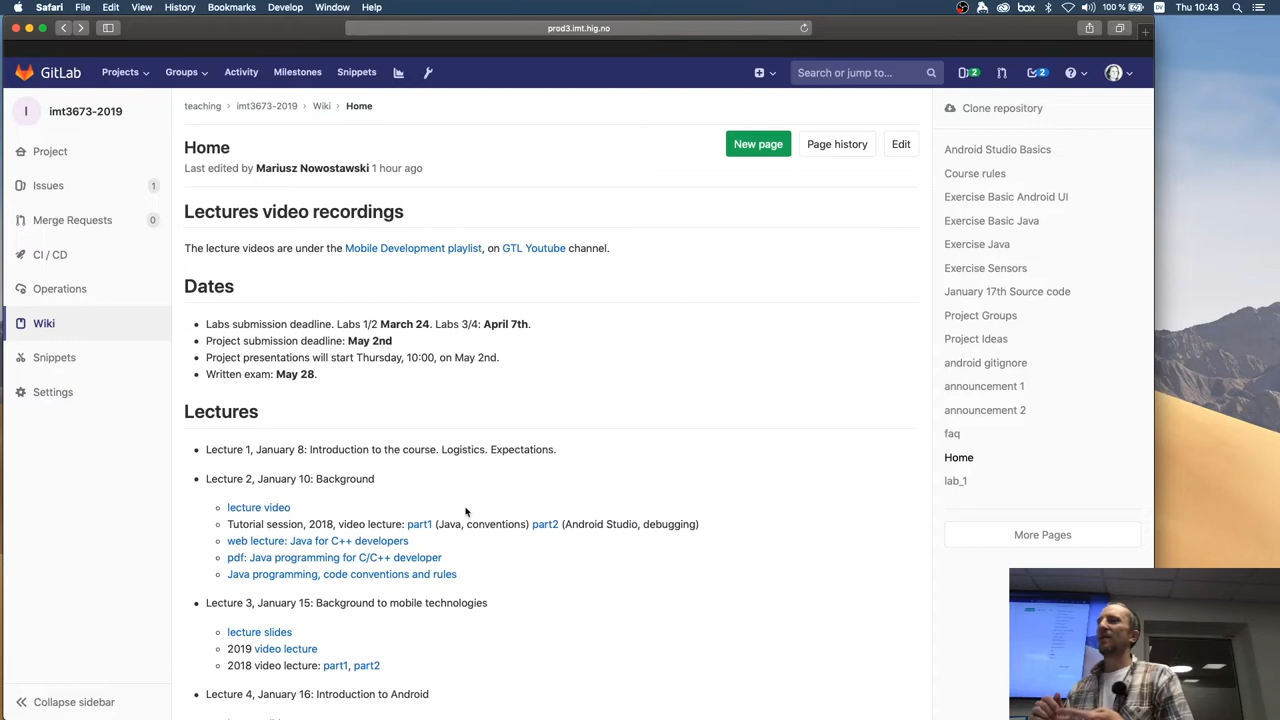 Safari File Edit View History Bookmarks Develop Window Help
box 100 % DV Thu 10:43
prod3.imt.hig.no
GitLab Projects Groups Activity Milestones Snippets Search or jump to... 2 2
I imt3673-2019
Project
Issues 1
Merge Requests 0
CI / CD
Operations
Wiki
Snippets
Settings
Collapse sidebar
teaching > imt3673-2019 > Wiki > Home
Home
New page Page history Edit
Last edited by Mariusz Nowostawski 1 hour ago
Lectures video recordings
The lecture videos are under the Mobile Development playlist, on GTL Youtube channel.
Dates
• Labs submission deadline. Labs 1/2 March 24. Labs 3/4: April 7th.
• Project submission deadline: May 2nd
• Project presentations will start Thursday, 10:00, on May 2nd.
• Written exam: May 28.
Lectures
• Lecture 1, January 8: Introduction to the course. Logistics. Expectations.
• Lecture 2, January 10: Background
◦ lecture video
◦ Tutorial session, 2018, video lecture: part1 (Java, conventions) part2 (Android Studio, debugging)
◦ web lecture: Java for C++ developers
◦ pdf: Java programming for C/C++ developer
◦ Java programming, code conventions and rules
• Lecture 3, January 15: Background to mobile technologies
◦ lecture slides
◦ 2019 video lecture
◦ 2018 video lecture: part1, part2
• Lecture 4, January 16: Introduction to Android
Clone repository
Android Studio Basics
Course rules
Exercise Basic Android UI
Exercise Basic Java
Exercise Java
Exercise Sensors
January 17th Source code
Project Groups
Project Ideas
android gitignore
announcement 1
announcement 2
faq
Home
lab_1
More Pages